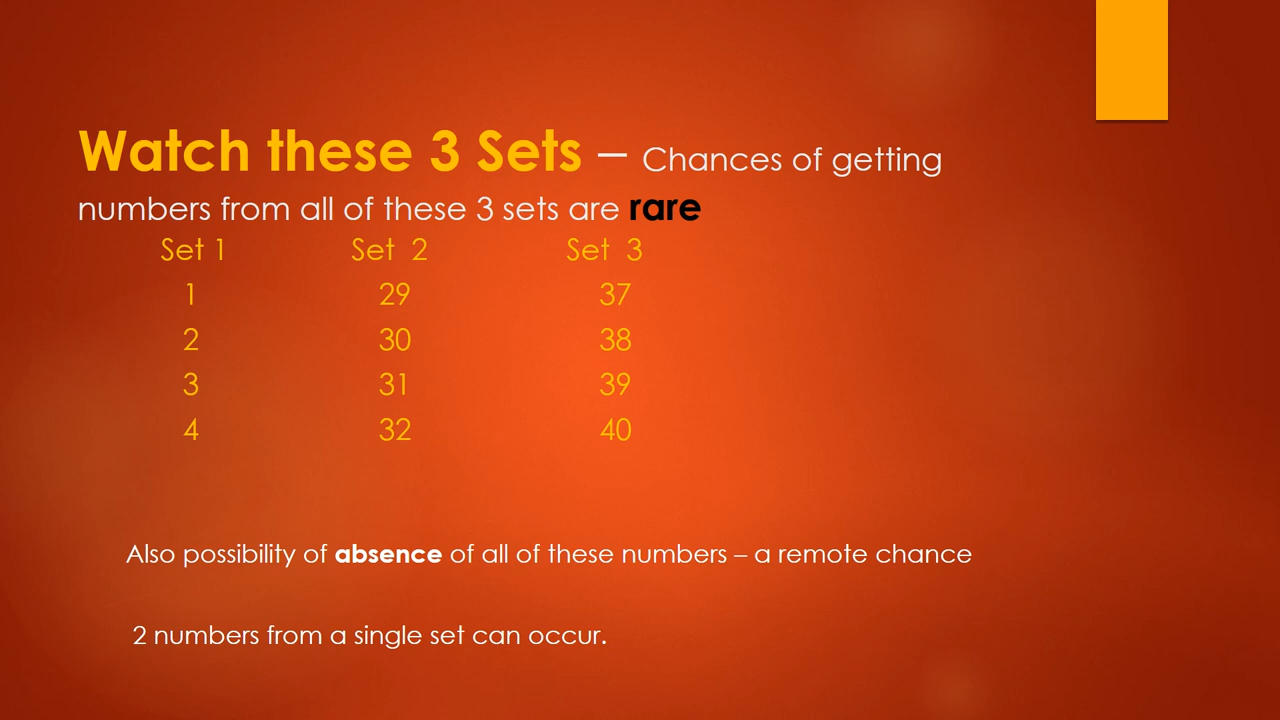 Watch these 3 Sets – Chances of getting
numbers from all of these 3 sets are rare
Set 1 Set 2 Set 3
1 29 37
2 30 38
3 31 39
4 32 40
Also possibility of absence of all of these numbers – a remote chance
2 numbers from a single set can occur.